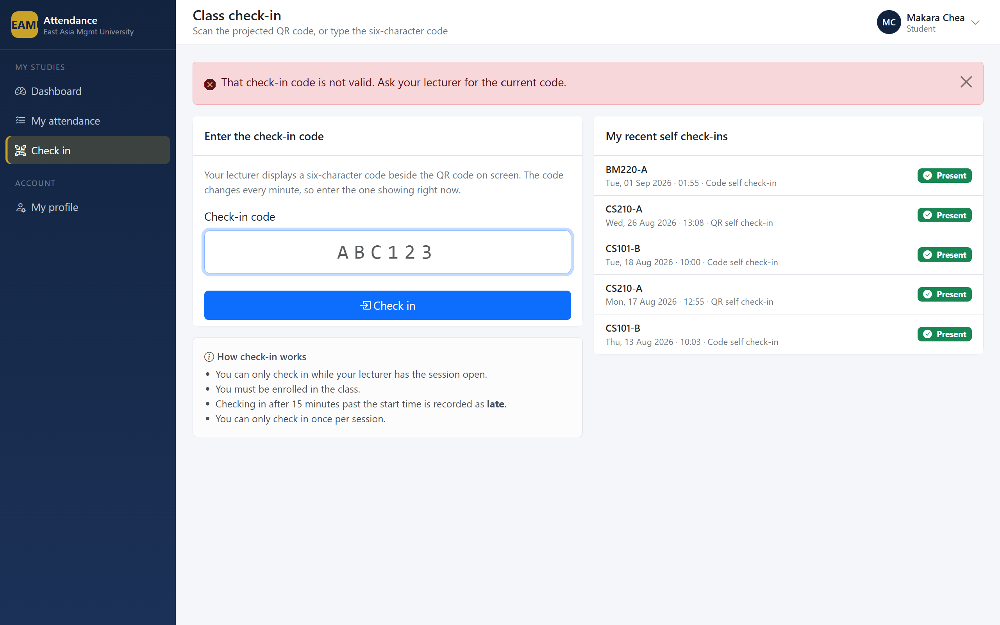 EAMU
Attendance
East Asia Mgmt University
MY STUDIES
Dashboard
My attendance
Check in
ACCOUNT
My profile
Class check-in
Scan the projected QR code, or type the six-character code
MC
Makara Chea
Student
That check-in code is not valid. Ask your lecturer for the current code.
Enter the check-in code
Your lecturer displays a six-character code beside the QR code on screen. The code
changes every minute, so enter the one showing right now.
Check-in code
ABC123
Check in
How check-in works
You can only check in while your lecturer has the session open.
You must be enrolled in the class.
Checking in after 15 minutes past the start time is recorded as late.
You can only check in once per session.
My recent self check-ins
BM220-A
Tue, 01 Sep 2026 · 01:55 · Code self check-in
Present
CS210-A
Wed, 26 Aug 2026 · 13:08 · QR self check-in
Present
CS101-B
Tue, 18 Aug 2026 · 10:00 · Code self check-in
Present
CS210-A
Mon, 17 Aug 2026 · 12:55 · QR self check-in
Present
CS101-B
Thu, 13 Aug 2026 · 10:03 · Code self check-in
Present